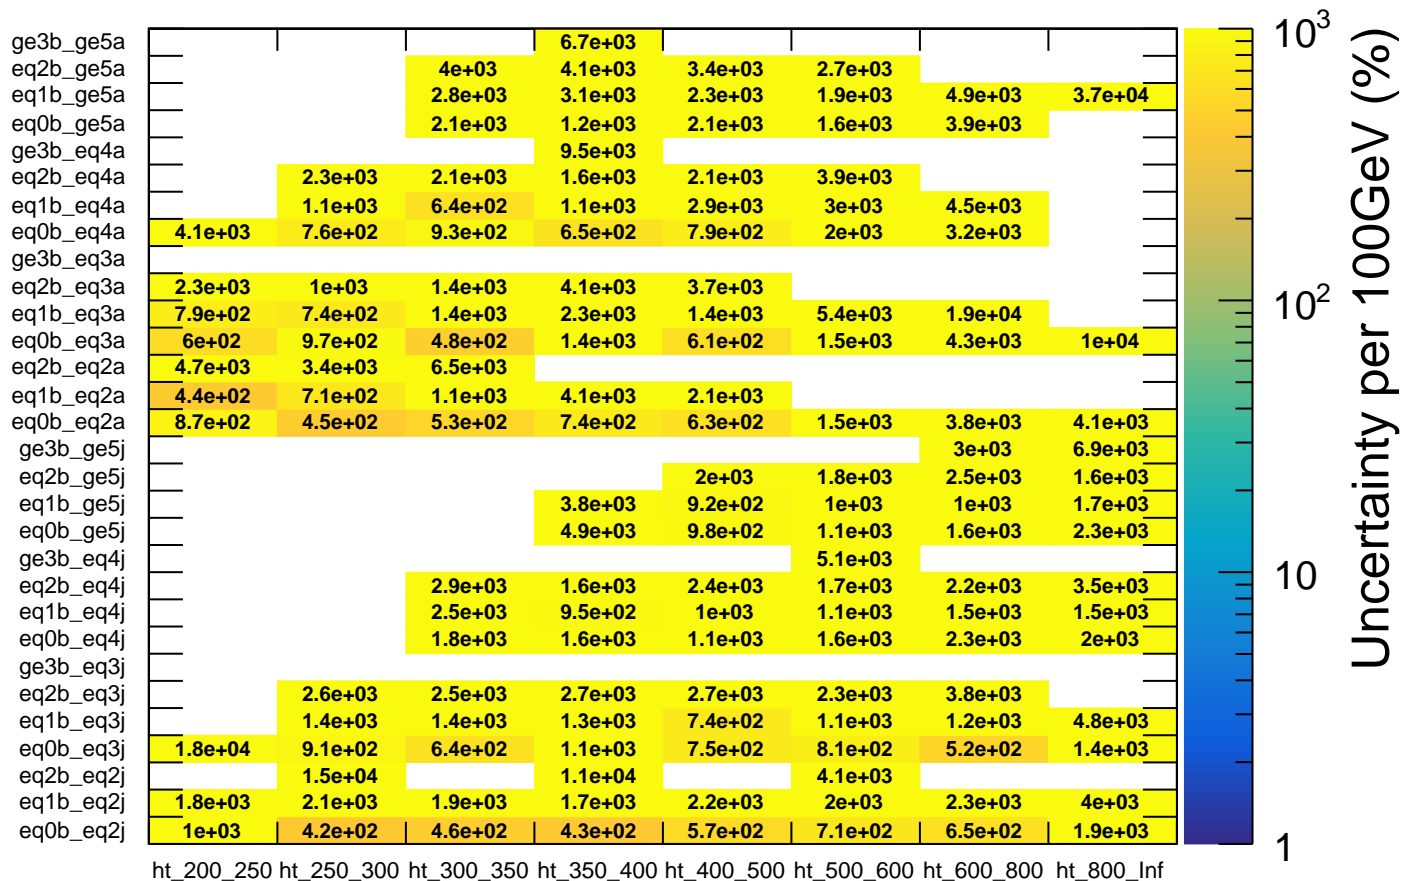 ge3b_ge5a 6.7e+03
eq2b_ge5a 4e+03 4.1e+03 3.4e+03 2.7e+03
eq1b_ge5a 2.8e+03 3.1e+03 2.3e+03 1.9e+03 4.9e+03 3.7e+04
eq0b_ge5a 2.1e+03 1.2e+03 2.1e+03 1.6e+03 3.9e+03
ge3b_eq4a 9.5e+03
eq2b_eq4a 2.3e+03 2.1e+03 1.6e+03 2.1e+03 3.9e+03
eq1b_eq4a 1.1e+03 6.4e+02 1.1e+03 2.9e+03 3e+03 4.5e+03
eq0b_eq4a 4.1e+03 7.6e+02 9.3e+02 6.5e+02 7.9e+02 2e+03 3.2e+03
ge3b_eq3a
eq2b_eq3a 2.3e+03 1e+03 1.4e+03 4.1e+03 3.7e+03
eq1b_eq3a 7.9e+02 7.4e+02 1.4e+03 2.3e+03 1.4e+03 5.4e+03 1.9e+04
eq0b_eq3a 6e+02 9.7e+02 4.8e+02 1.4e+03 6.1e+02 1.5e+03 4.3e+03 1e+04
eq2b_eq2a 4.7e+03 3.4e+03 6.5e+03
eq1b_eq2a 4.4e+02 7.1e+02 1.1e+03 4.1e+03 2.1e+03
eq0b_eq2a 8.7e+02 4.5e+02 5.3e+02 7.4e+02 6.3e+02 1.5e+03 3.8e+03 4.1e+03
ge3b_ge5j 3e+03 6.9e+03
eq2b_ge5j 2e+03 1.8e+03 2.5e+03 1.6e+03
eq1b_ge5j 3.8e+03 9.2e+02 1e+03 1e+03 1.7e+03
eq0b_ge5j 4.9e+03 9.8e+02 1.1e+03 1.6e+03 2.3e+03
ge3b_eq4j 5.1e+03
eq2b_eq4j 2.9e+03 1.6e+03 2.4e+03 1.7e+03 2.2e+03 3.5e+03
eq1b_eq4j 2.5e+03 9.5e+02 1e+03 1.1e+03 1.5e+03 1.5e+03
eq0b_eq4j 1.8e+03 1.6e+03 1.1e+03 1.6e+03 2.3e+03 2e+03
ge3b_eq3j
eq2b_eq3j 2.6e+03 2.5e+03 2.7e+03 2.7e+03 2.3e+03 3.8e+03
eq1b_eq3j 1.4e+03 1.4e+03 1.3e+03 7.4e+02 1.1e+03 1.2e+03 4.8e+03
eq0b_eq3j 1.8e+04 9.1e+02 6.4e+02 1.1e+03 7.5e+02 8.1e+02 5.2e+02 1.4e+03
eq2b_eq2j 1.5e+04 1.1e+04 4.1e+03
eq1b_eq2j 1.8e+03 2.1e+03 1.9e+03 1.7e+03 2.2e+03 2e+03 2.3e+03 4e+03
eq0b_eq2j 1e+03 4.2e+02 4.6e+02 4.3e+02 5.7e+02 7.1e+02 6.5e+02 1.9e+03
ht_200_250 ht_250_300 ht_300_350 ht_350_400 ht_400_500 ht_500_600 ht_600_800 ht_800_Inf
10³
10²
10
1
Uncertainty per 100GeV (%)